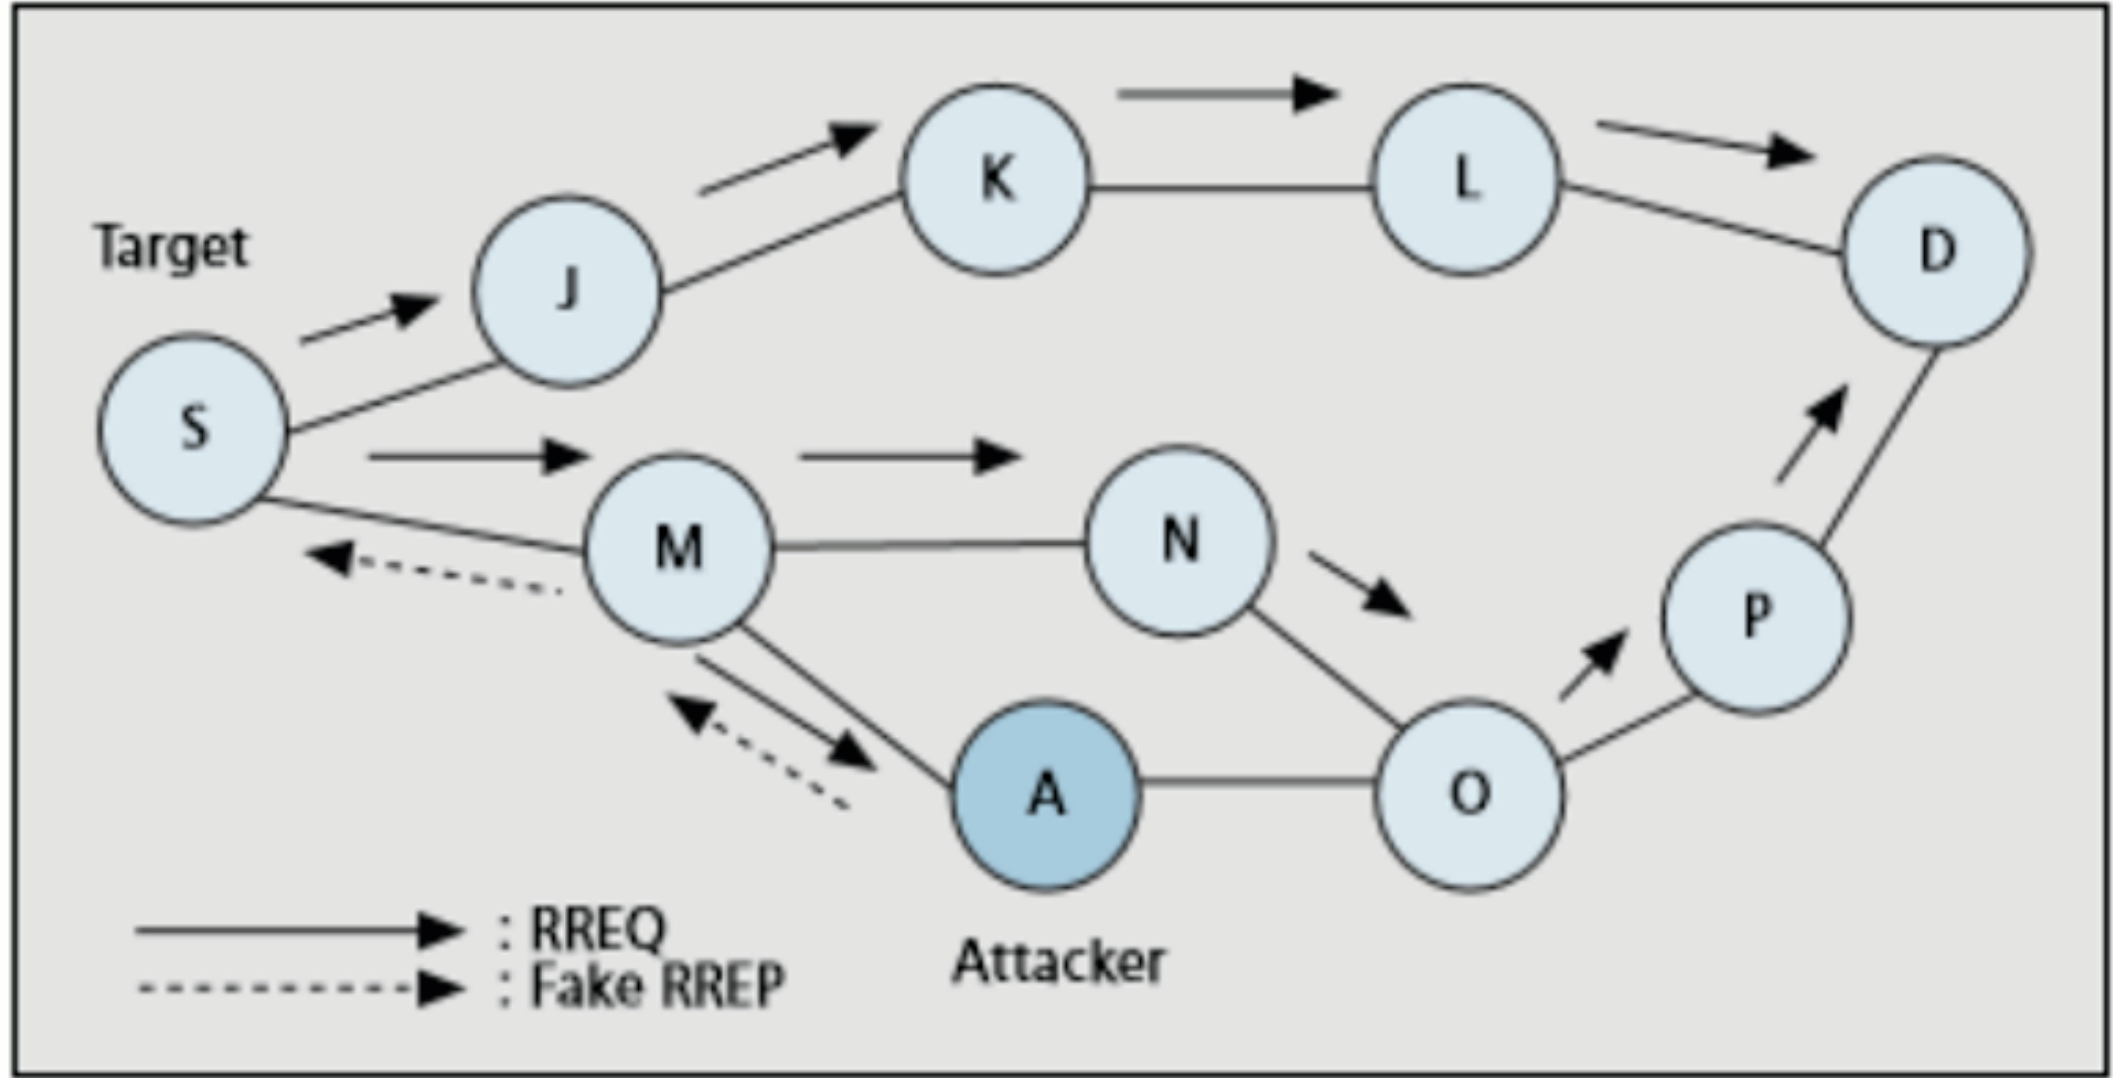 K
L
D
J
Target
S
M
N
P
A
O
: RREQ
: Fake RREP
Attacker